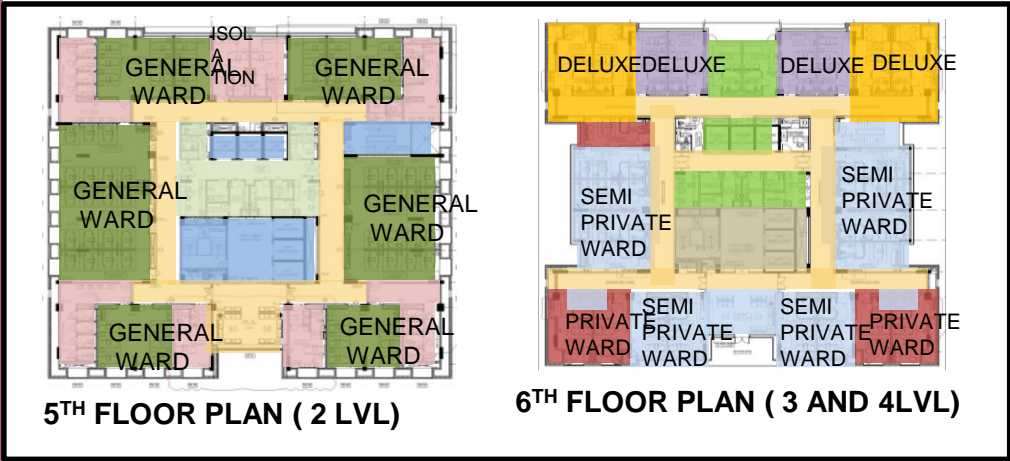 ISOL
A
TION
GENERAL
WARD
GENERAL
WARD
GENERAL
WARD
GENERAL
WARD
GENERAL
WARD
GENERAL
WARD
5TH FLOOR PLAN ( 2 LVL)
DELUXE
DELUXE
DELUXE
DELUXE
SEMI
PRIVATE
WARD
SEMI
PRIVATE
WARD
PRIVATE
WARD
SEMI
PRIVATE
WARD
SEMI
PRIVATE
WARD
PRIVATE
WARD
6TH FLOOR PLAN ( 3 AND 4LVL)